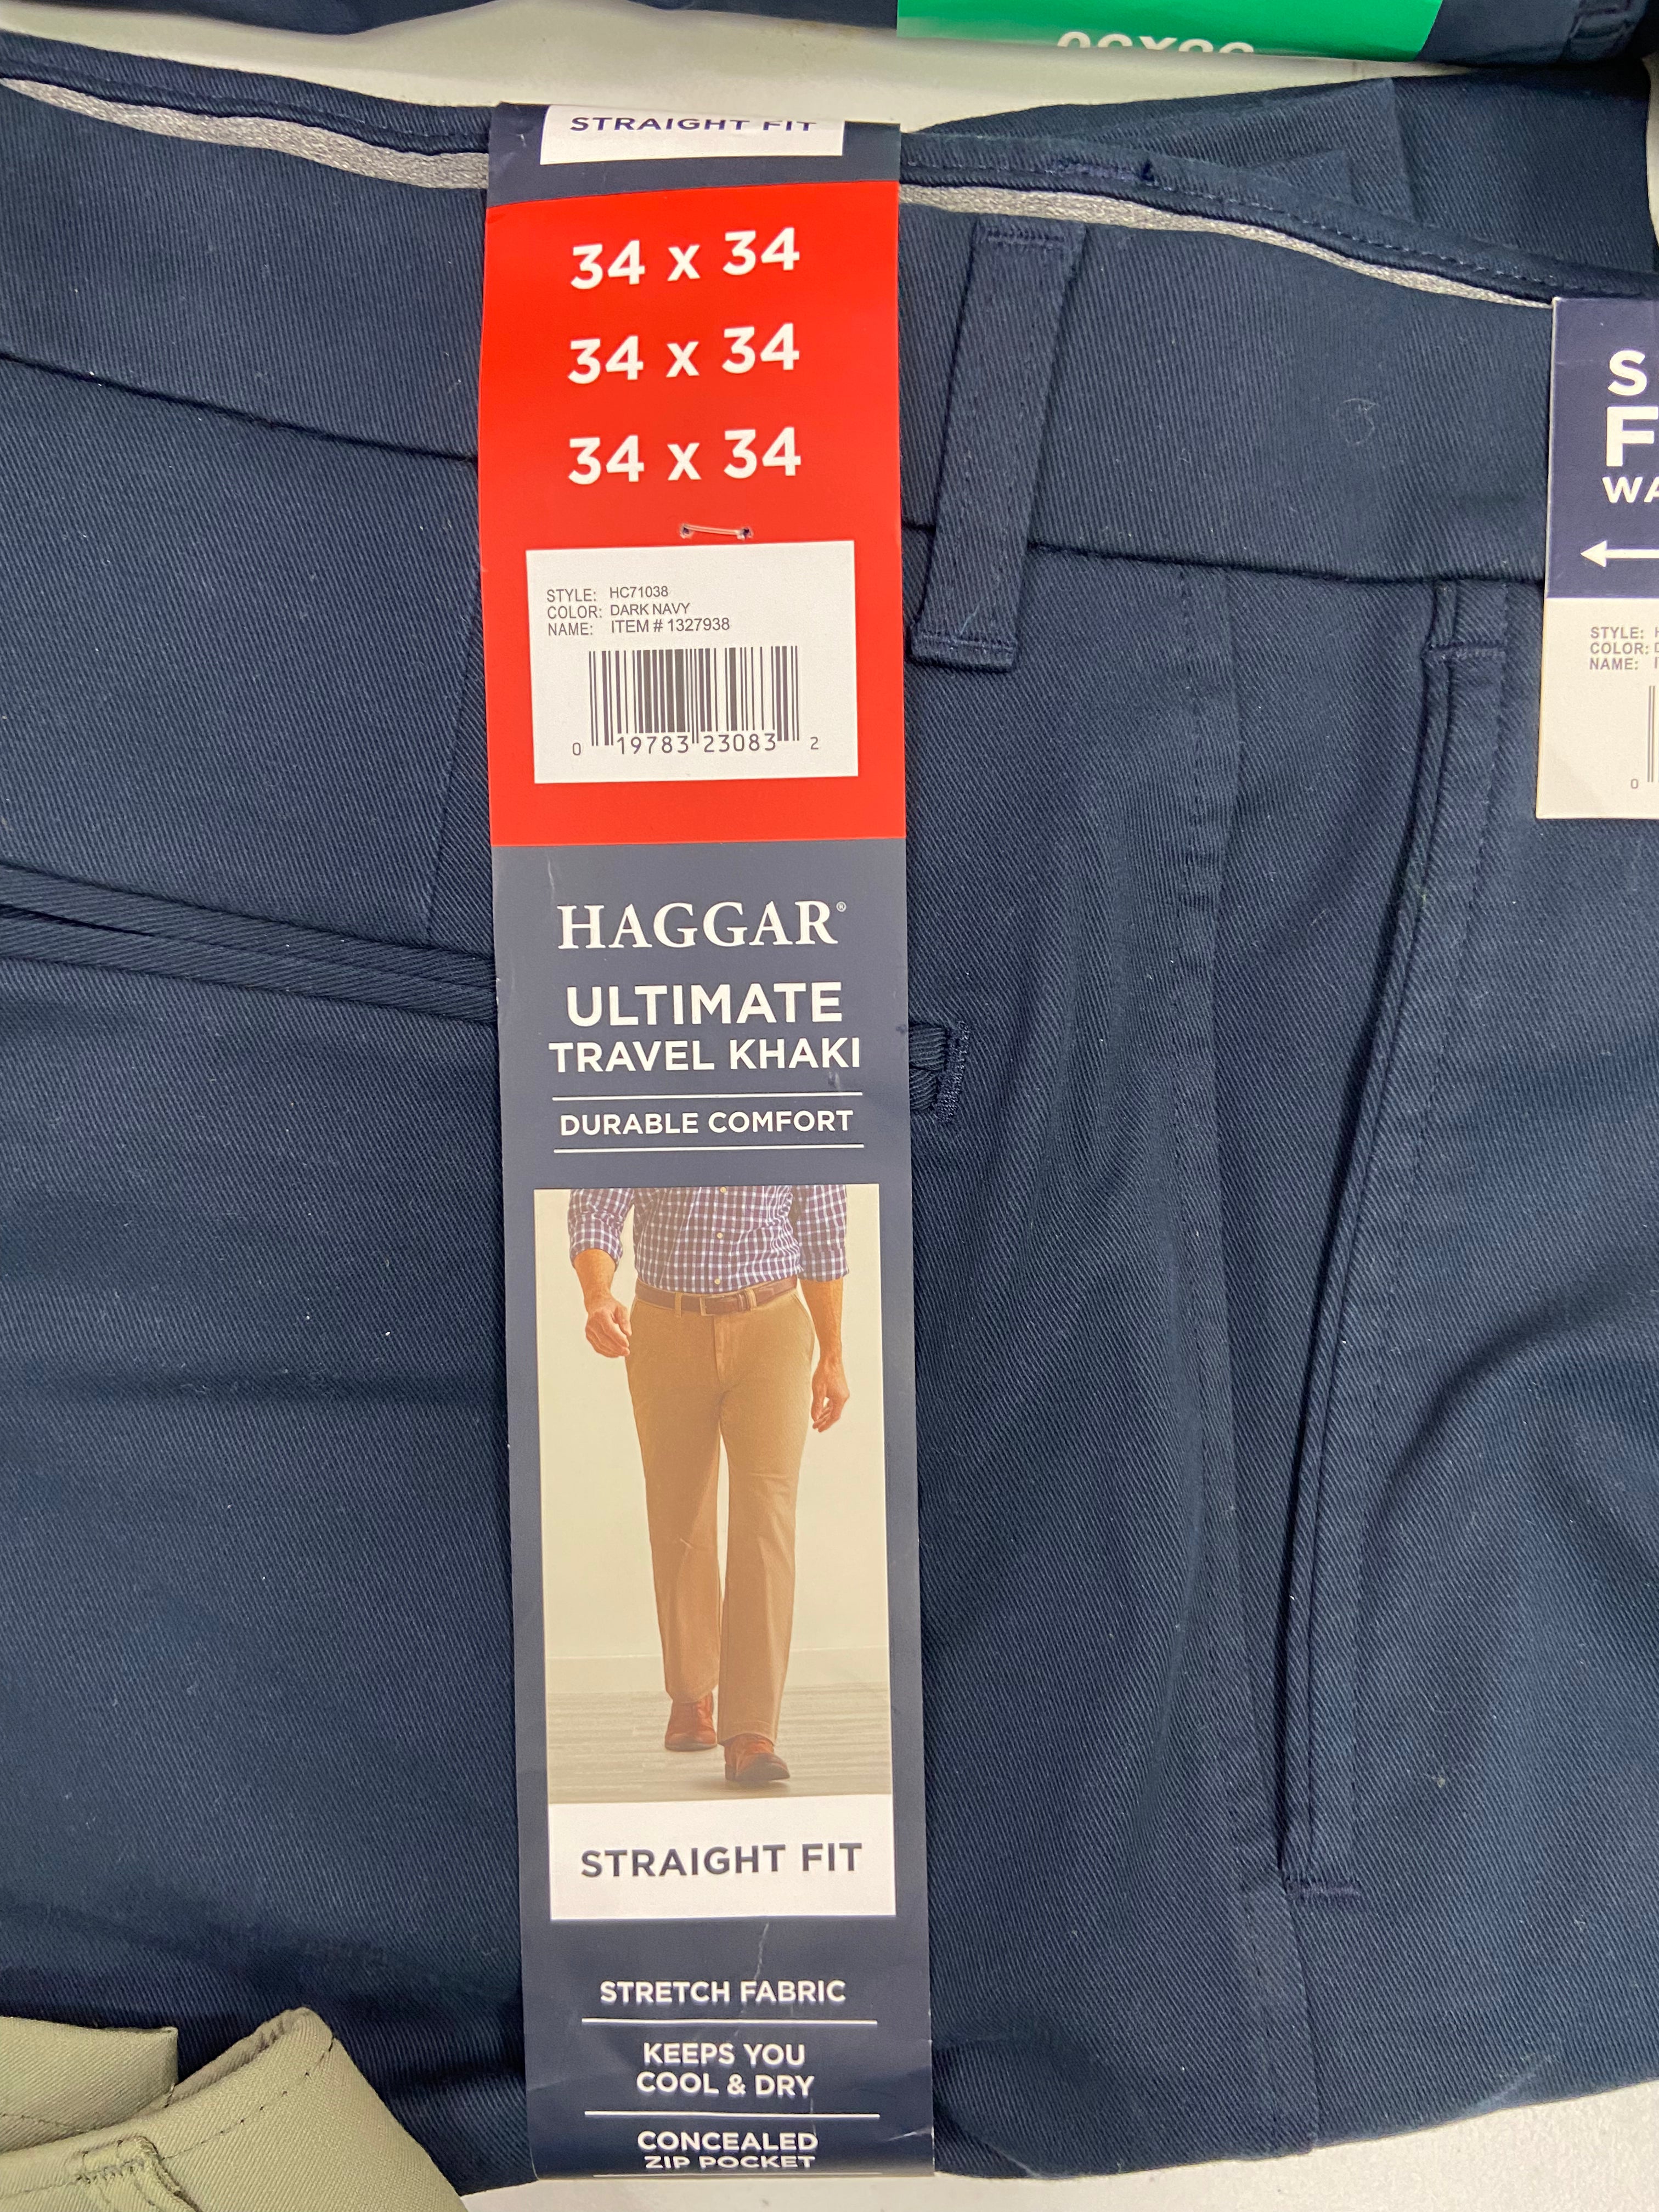 STRAIGHT FIT
34 x 34
34 x 34
34 x 34
STYLE: HC71038
COLOR: DARK NAVY
NAME: ITEM # 1327938
0 19783 23083 2
HAGGAR®
ULTIMATE
TRAVEL KHAKI
DURABLE COMFORT
STRAIGHT FIT
STRETCH FABRIC
KEEPS YOU
COOL & DRY
CONCEALED
ZIP POCKET
S
F
WA
STYLE:
COLOR:
NAME:
0